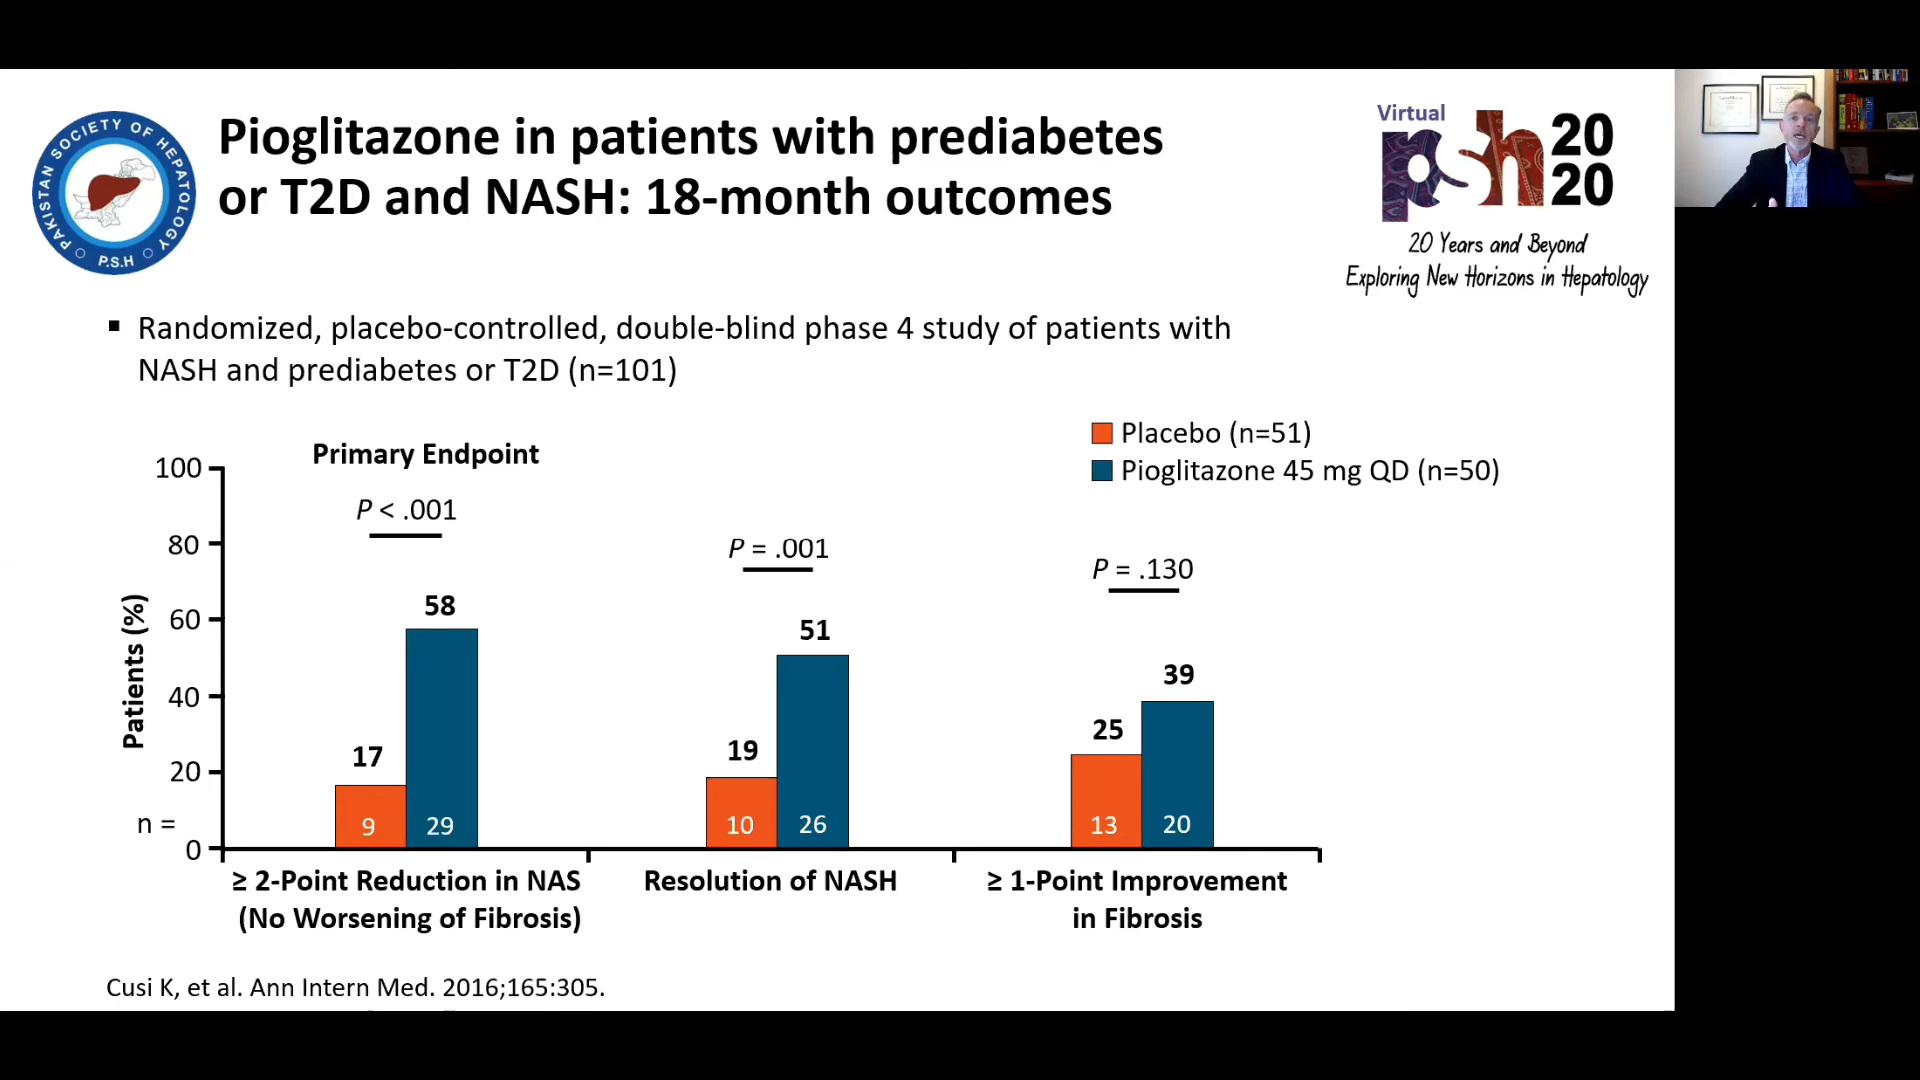 PAKISTAN SOCIETY OF HEPATOLOGY
P.S.H
Pioglitazone in patients with prediabetes
or T2D and NASH: 18-month outcomes
Virtual
psh 20
20
20 Years and Beyond
Exploring New Horizons in Hepatology
▪ Randomized, placebo-controlled, double-blind phase 4 study of patients with
NASH and prediabetes or T2D (n=101)
Placebo (n=51)
Pioglitazone 45 mg QD (n=50)
Primary Endpoint
Patients (%)
100
80
60
40
20
0
n =
P < .001
17
58
9
29
P = .001
19
51
10
26
P = .130
25
39
13
20
≥ 2-Point Reduction in NAS
(No Worsening of Fibrosis)
Resolution of NASH
≥ 1-Point Improvement
in Fibrosis
Cusi K, et al. Ann Intern Med. 2016;165:305.